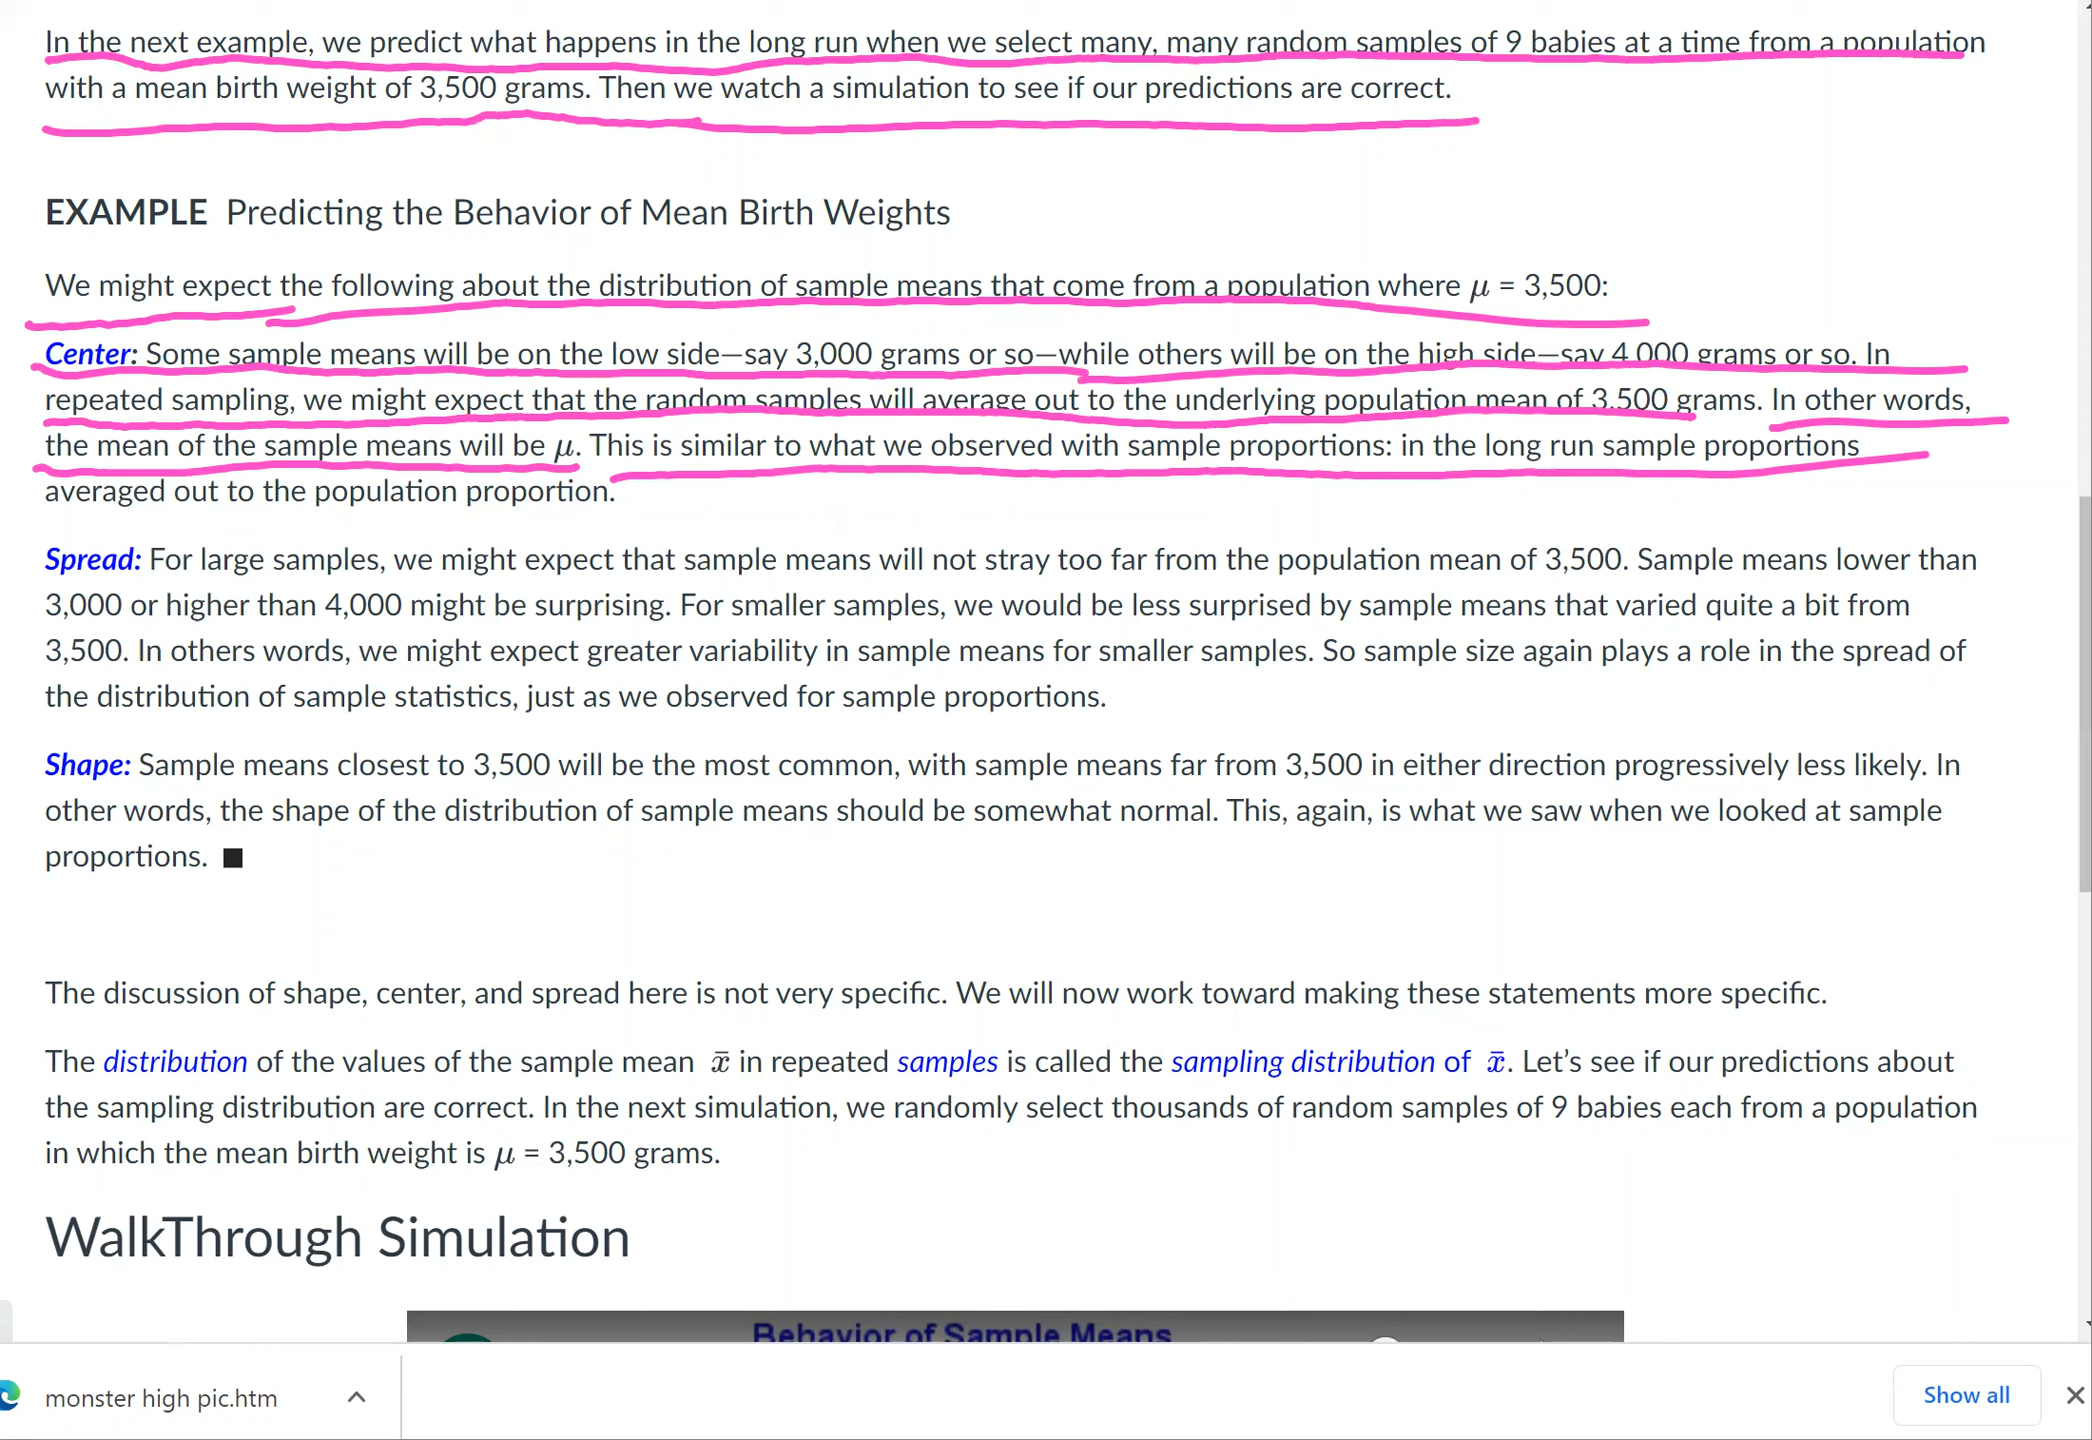 In the next example, we predict what happens in the long run when we select many, many random samples of 9 babies at a time from a population
with a mean birth weight of 3,500 grams. Then we watch a simulation to see if our predictions are correct.
EXAMPLE Predicting the Behavior of Mean Birth Weights
We might expect the following about the distribution of sample means that come from a population where μ = 3,500:
Center: Some sample means will be on the low side—say 3,000 grams or so—while others will be on the high side—say 4,000 grams or so. In
repeated sampling, we might expect that the random samples will average out to the underlying population mean of 3,500 grams. In other words,
the mean of the sample means will be μ. This is similar to what we observed with sample proportions: in the long run sample proportions
averaged out to the population proportion.
Spread: For large samples, we might expect that sample means will not stray too far from the population mean of 3,500. Sample means lower than
3,000 or higher than 4,000 might be surprising. For smaller samples, we would be less surprised by sample means that varied quite a bit from
3,500. In others words, we might expect greater variability in sample means for smaller samples. So sample size again plays a role in the spread of
the distribution of sample statistics, just as we observed for sample proportions.
Shape: Sample means closest to 3,500 will be the most common, with sample means far from 3,500 in either direction progressively less likely. In
other words, the shape of the distribution of sample means should be somewhat normal. This, again, is what we saw when we looked at sample
proportions. ■
The discussion of shape, center, and spread here is not very specific. We will now work toward making these statements more specific.
The distribution of the values of the sample mean x̄ in repeated samples is called the sampling distribution of x̄. Let's see if our predictions about
the sampling distribution are correct. In the next simulation, we randomly select thousands of random samples of 9 babies each from a population
in which the mean birth weight is μ = 3,500 grams.
WalkThrough Simulation
Behavior of Sample Means
monster high pic.htm
Show all